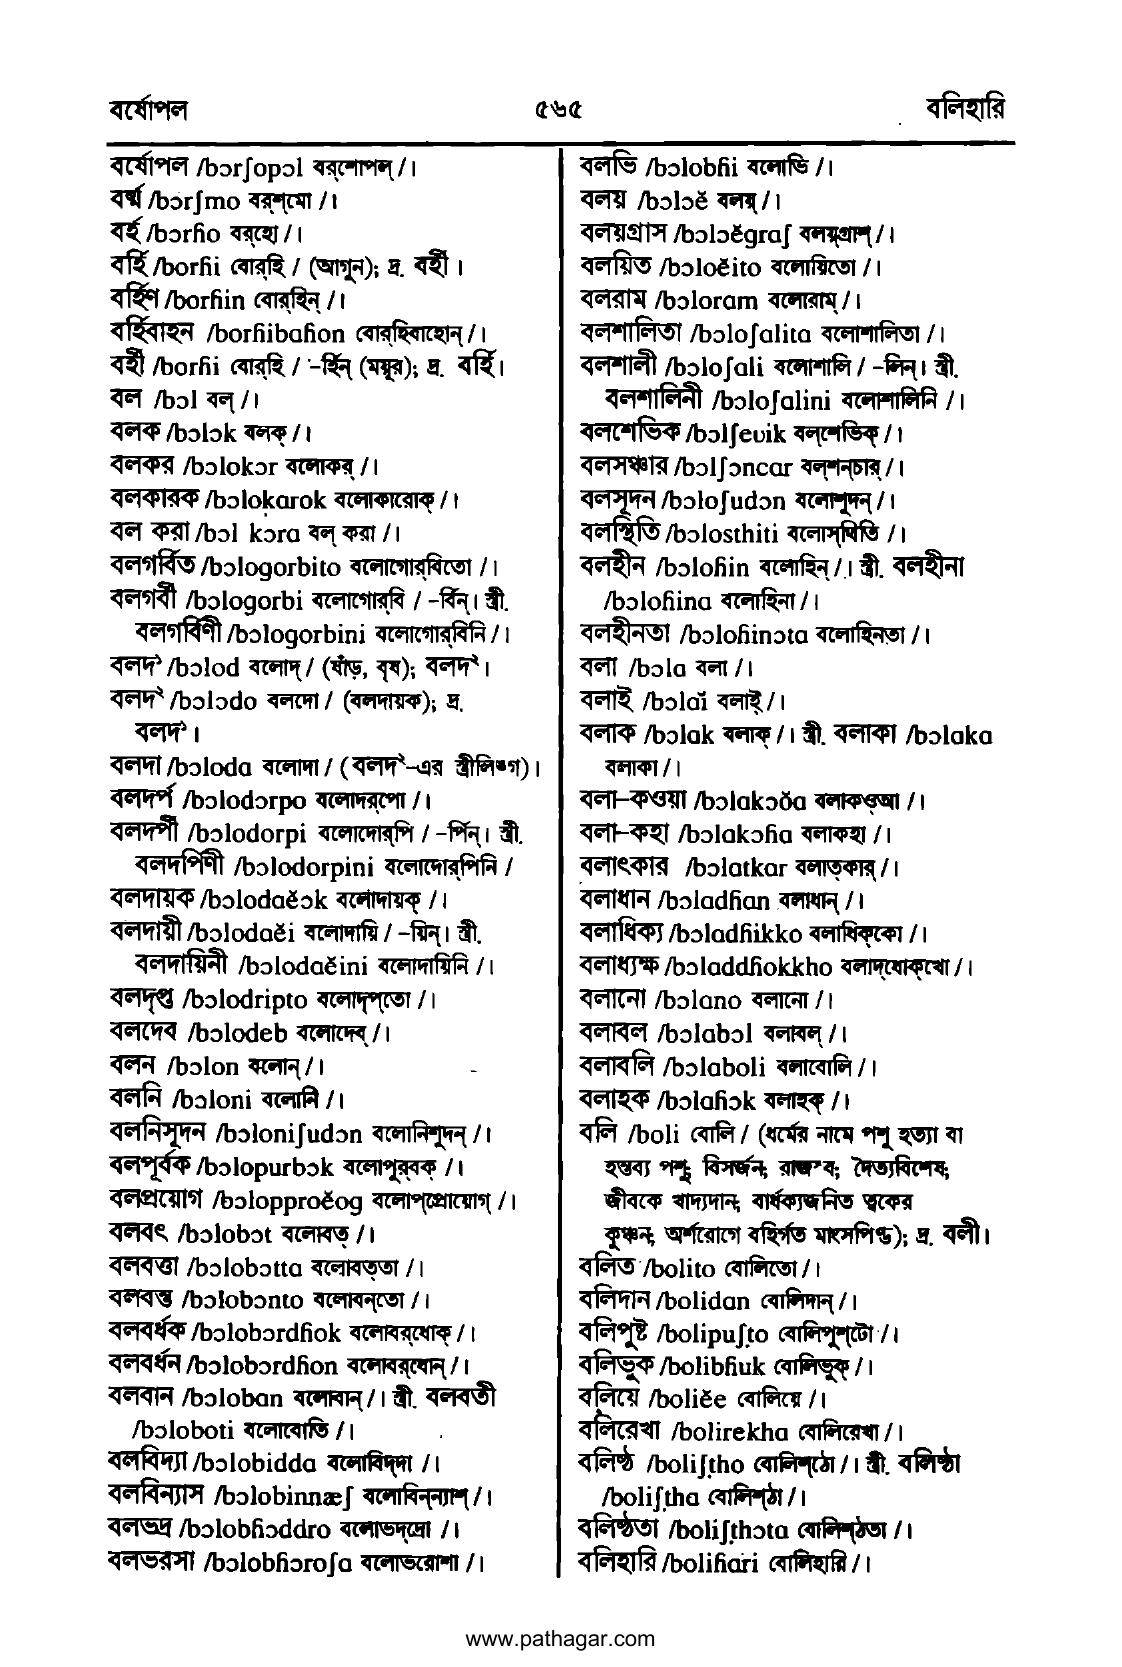 বর্ষোপল ৫৬৫ বলিহারি
বর্ষোপল /bɔrʃopɔl বর্‌শোপল্ /।
বর্ষ্ম /bɔrʃmo বর্‌শ্‌মো /।
বর্হ /bɔrɦo বর্‌হো /।
বর্হি /borɦi বোর্‌হি / (আগুন); দ্র. বর্হী।
বর্হিণ /borɦin বোর্‌হিন্ /।
বর্হিবাহন /borɦibaɦon বোর্‌হিবাহোন্ /।
বর্হী /borɦi বোর্‌হি / -র্হিন্ (ময়ূর); দ্র. বর্হি।
বল /bɔl বল্ /।
বলক /bɔlɔk বলক্ /।
বলকর /bɔlokɔr বলোকর্ /।
বলকারক /bɔlokarok বলোকারোক্ /।
বল করা /bɔl kɔra বল্ করা /।
বলগর্বিত /bɔlogorbito বলোগোর্‌বিতো /।
বলগর্বী /bɔlogorbi বলোগোর্‌বি / -র্বিন্। স্ত্রী.
বলগর্বিণী /bɔlogorbini বলোগোর্‌বিনি /।
বলদ¹ /bɔlod বলোদ্ / (ষাঁড়, বৃষ); বলদ²।
বলদ² /bɔlɔdo বলদো / (বলদায়ক); দ্র.
বলদ¹।
বলদা /bɔloda বলোদা / (বলদ²-এর স্ত্রীলিঙ্গ)।
বলদর্প /bɔlodɔrpo বলোদর্‌পো /।
বলদর্পী /bɔlodorpi বলোদোর্‌পি / -র্পিন্। স্ত্রী.
বলদর্পিণী /bɔlodorpini বলোদোর্‌পিনি /
বলদায়ক /bɔlodaĕɔk বলোদায়ক্ /।
বলদায়ী /bɔlodaĕi বলোদায়ি / -য়িন্। স্ত্রী.
বলদায়িনী /bɔlodaĕini বলোদায়িনি /।
বলদৃপ্ত /bɔlodripto বলোদৃপ্‌তো /।
বলদেব /bɔlodeb বলোদেব্ /।
বলন /bɔlon বলোন্ /।
বলনি /bɔloni বলোনি /।
বলনিসূদন /bɔloniʃudɔn বলোনিশুদন্ /।
বলপূর্বক /bɔlopurbɔk বলোপুর্‌বক্ /।
বলপ্রয়োগ /bɔlopproĕog বলোপ্‌প্রোয়োগ্ /।
বলবৎ /bɔlobɔt বলোবত্ /।
বলবত্তা /bɔlobɔtta বলোবত্‌তা /।
বলবন্ত /bɔlobɔnto বলোবন্‌তো /।
বলবর্ধক /bɔlobɔrdɦok বলোবর্‌ধোক্ /।
বলবর্ধন /bɔlobɔrdɦon বলোবর্‌ধোন্ /।
বলবান /bɔloban বলোবান্ /। স্ত্রী. বলবতী
/bɔloboti বলোবোতি /।
বলবিদ্যা /bɔlobidda বলোবিদ্‌দা /।
বলবিন্যাস /bɔlobinnæʃ বলোবিন্‌ন্যাশ্ /।
বলভদ্র /bɔlobɦɔddro বলোভদ্‌দ্রো /।
বলভরসা /bɔlobɦɔroʃa বলোভরোশা /।
বলভি /bɔlobɦi বলোভি /।
বলয় /bɔlɔĕ বলয়্ /।
বলয়গ্রাস /bɔlɔĕgraʃ বলয়্‌গ্রাশ্ /।
বলয়িত /bɔloĕito বলোয়িতো /।
বলরাম /bɔloram বলোরাম্ /।
বলশালিতা /bɔloʃalita বলোশালিতা /।
বলশালী /bɔloʃali বলোশালি / -লিন্। স্ত্রী.
বলশালিনী /bɔloʃalini বলোশালিনি /।
বলশেভিক /bɔlʃeʋik বল্‌শেভিক্ /।
বলসঞ্চার /bɔlʃɔncar বল্‌শন্‌চার্ /।
বলসূদন /bɔloʃudɔn বলোশুদন্ /।
বলস্থিতি /bɔlosthiti বলোস্‌থিতি /।
বলহীন /bɔloɦin বলোহিন্ /। স্ত্রী. বলহীনা
/bɔloɦina বলোহিনা /।
বলহীনতা /bɔloɦinɔta বলোহিনতা /।
বলা /bɔla বলা /।
বলাই /bɔlaĭ বলাই্ /।
বলাক /bɔlak বলাক্ /। স্ত্রী. বলাকা /bɔlaka
বলাকা /।
বলা-কওয়া /bɔlakɔŏa বলাকও্‌আ /।
বলা-কহা /bɔlakɔɦa বলাকহা /।
বলাৎকার /bɔlatkar বলাত্‌কার্ /।
বলাধান /bɔladɦan বলাধান্ /।
বলাধিক্য /bɔladɦikko বলাধিক্‌কো /।
বলাধ্যক্ষ /bɔladdɦokkho বলাদ্‌ধোক্‌খো /।
বলানো /bɔlano বলানো /।
বলাবল /bɔlabɔl বলাবল্ /।
বলাবলি /bɔlaboli বলাবোলি /।
বলাহক /bɔlaɦɔk বলাহক্ /।
বলি /boli বোলি / (ধর্মের নামে পশু হত্যা বা
হন্তব্য পশু; বিসর্জন; রাজস্ব; দৈত্যবিশেষ;
জীবকে খাদ্যদান; বার্ধক্যজনিত ত্বকের
কুঞ্চন; অর্শরোগে বহির্গত মাংসপিণ্ড); দ্র. বলী।
বলিত /bolito বোলিতো /।
বলিদান /bolidan বোলিদান্ /।
বলিপুষ্ট /bolipuʃṭo বোলিপুশ্‌টো /।
বলিভুক /bolibɦuk বোলিভুক্ /।
বলিয়ে /boliĕe বোলিয়ে /।
বলিরেখা /bolirekha বোলিরেখা /।
বলিষ্ঠ /boliʃṭho বোলিশ্‌ঠো /। স্ত্রী. বলিষ্ঠা
/boliʃṭha বোলিশ্‌ঠা /।
বলিষ্ঠতা /boliʃṭhɔta বোলিশ্‌ঠতা /।
বলিহারি /boliɦari বোলিহারি /।
www.pathagar.com